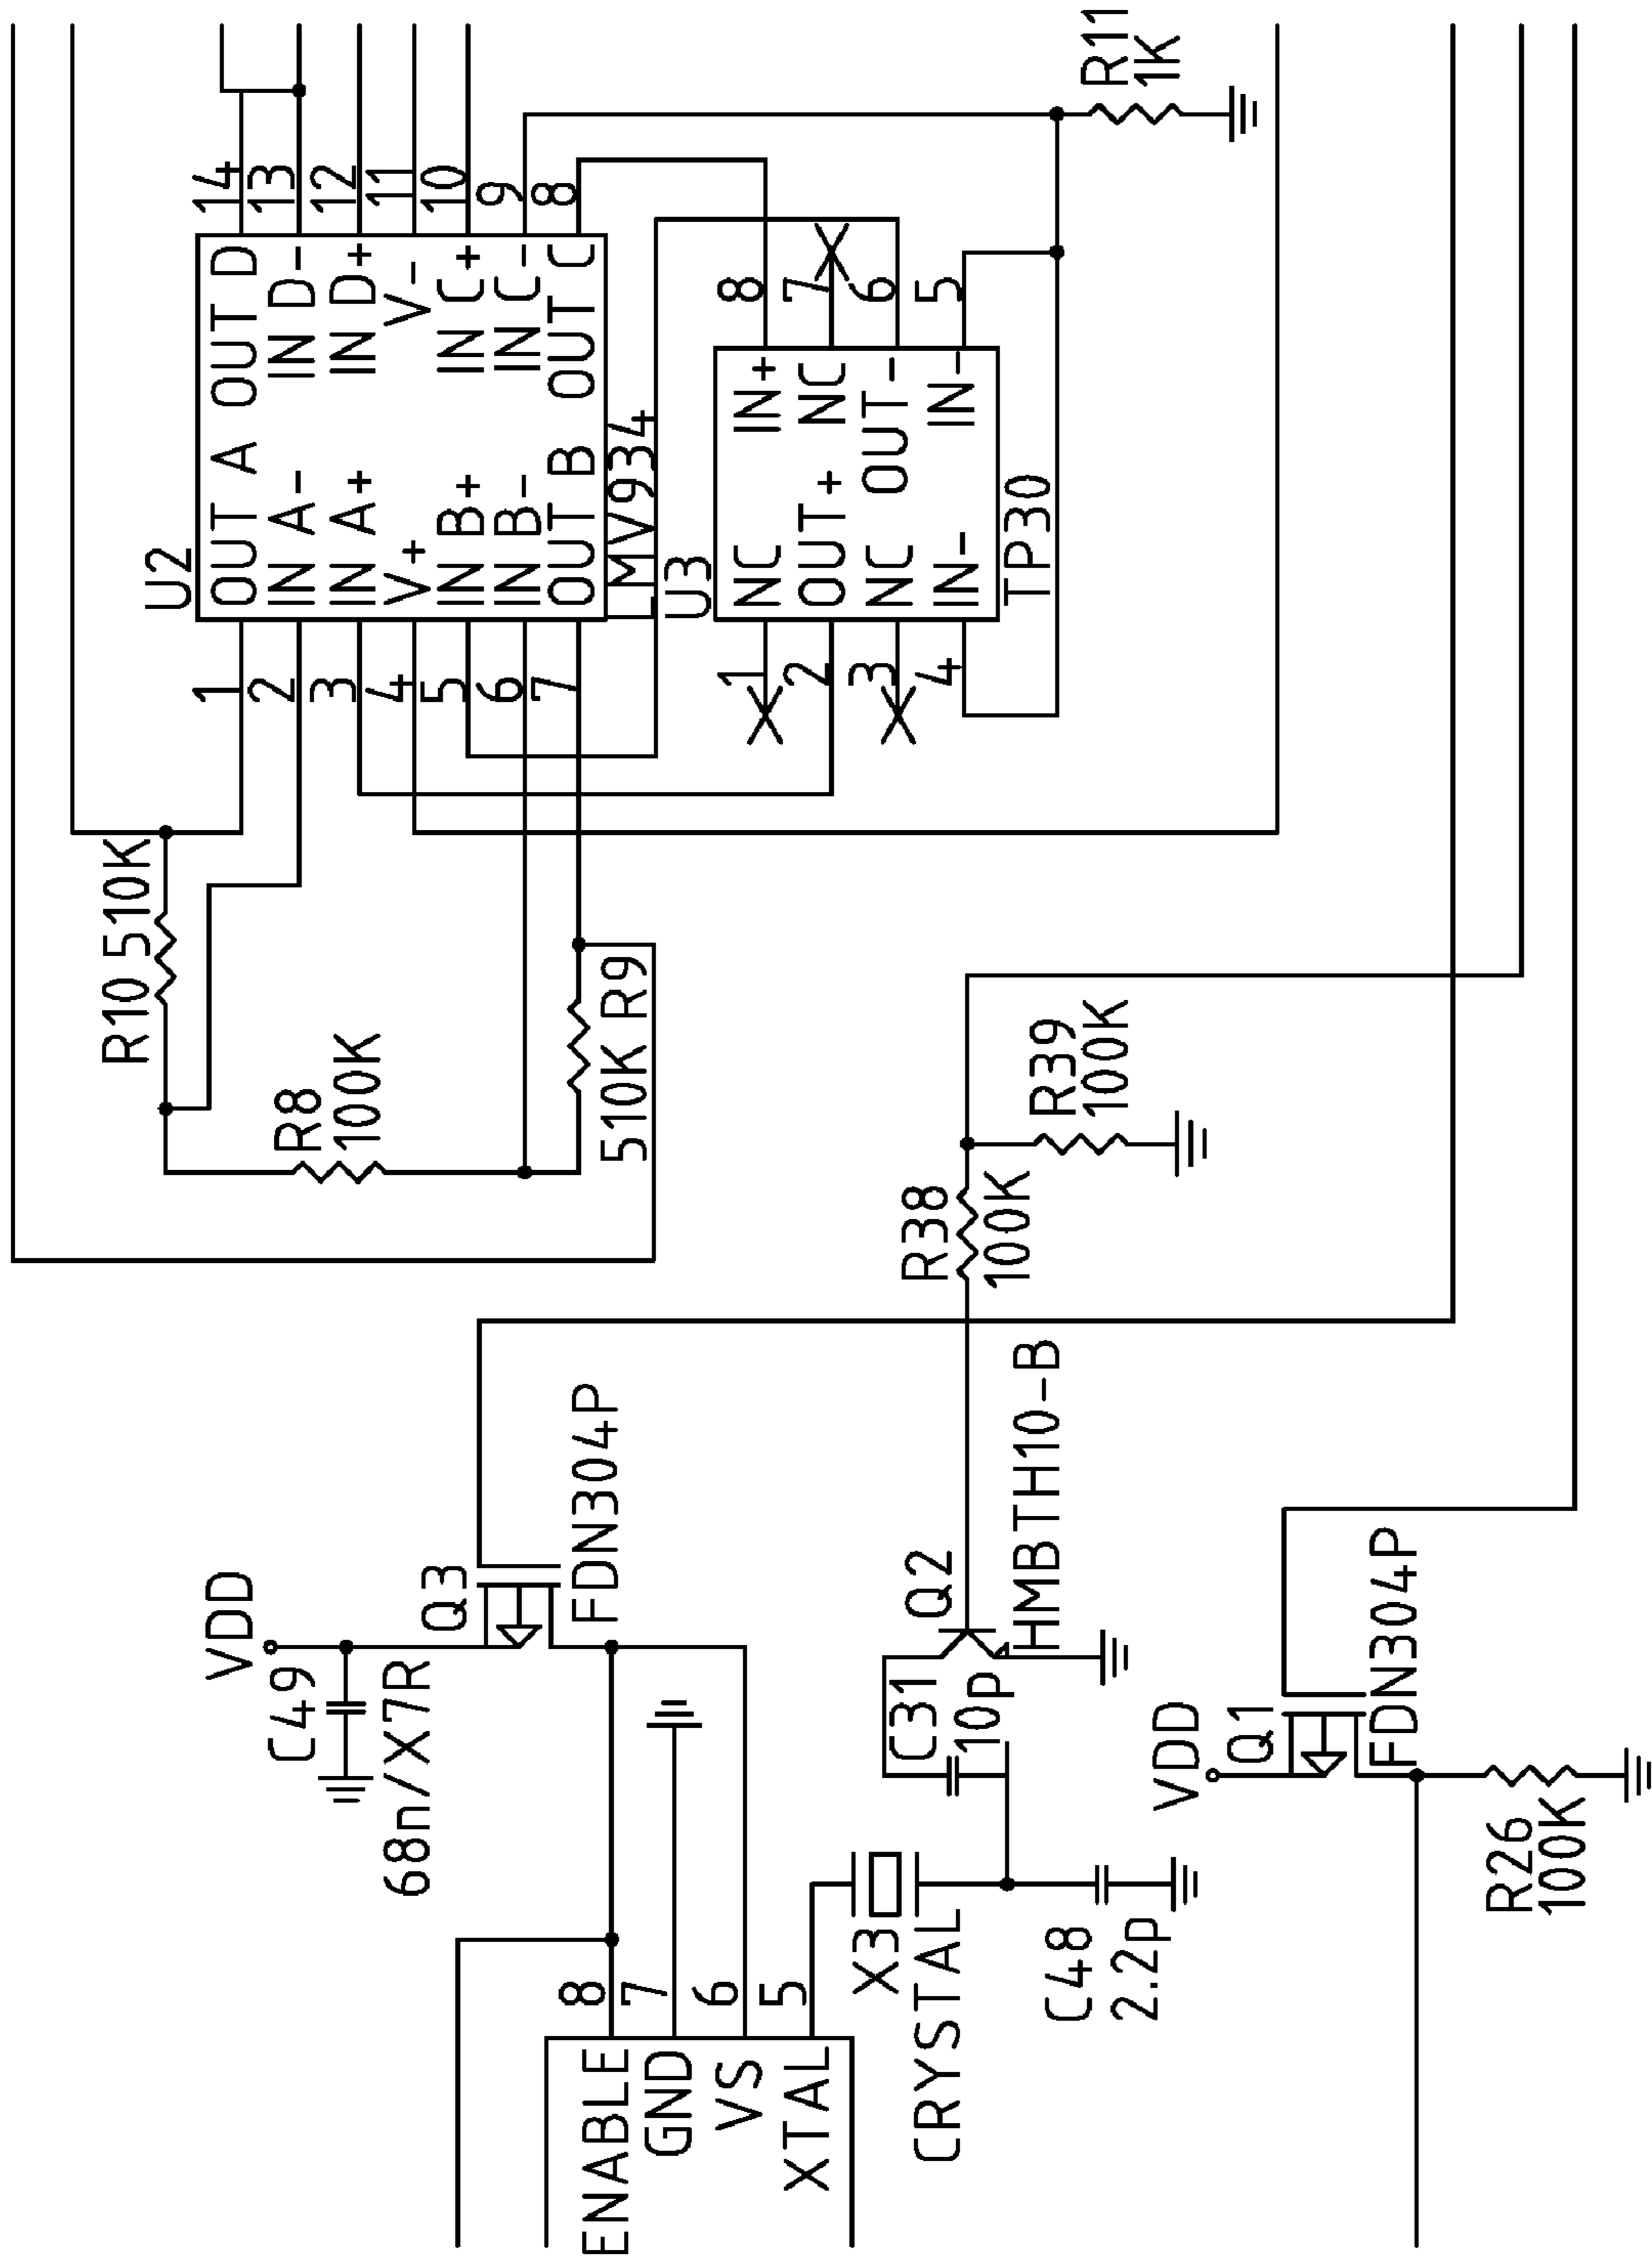 U2
OUT A OUT D
IN A- IN D-
IN A+ IN D+
V+ V-
IN B+ IN C+
IN B- IN C-
OUT B OUT C
LMV934
1
2
3
4
5
6
7
14
13
12
11
10
9
8
U3
NC IN+
OUT+ NC
NC OUT-
IN- IN-
TP30
1
2
3
4
8
7
6
5
R11
1K
R10 510K
R8
100K
510K R9
R38
100K
R39
100K
VDD
Q3
FDN304P
C49
68n/X7R
Q2
HMBTH10-B
C31
10p
VDD
Q1
FDN304P
R26
100K
X3
CRYSTAL
C48
2.2p
ENABLE 8
GND 7
VS 6
XTAL 5